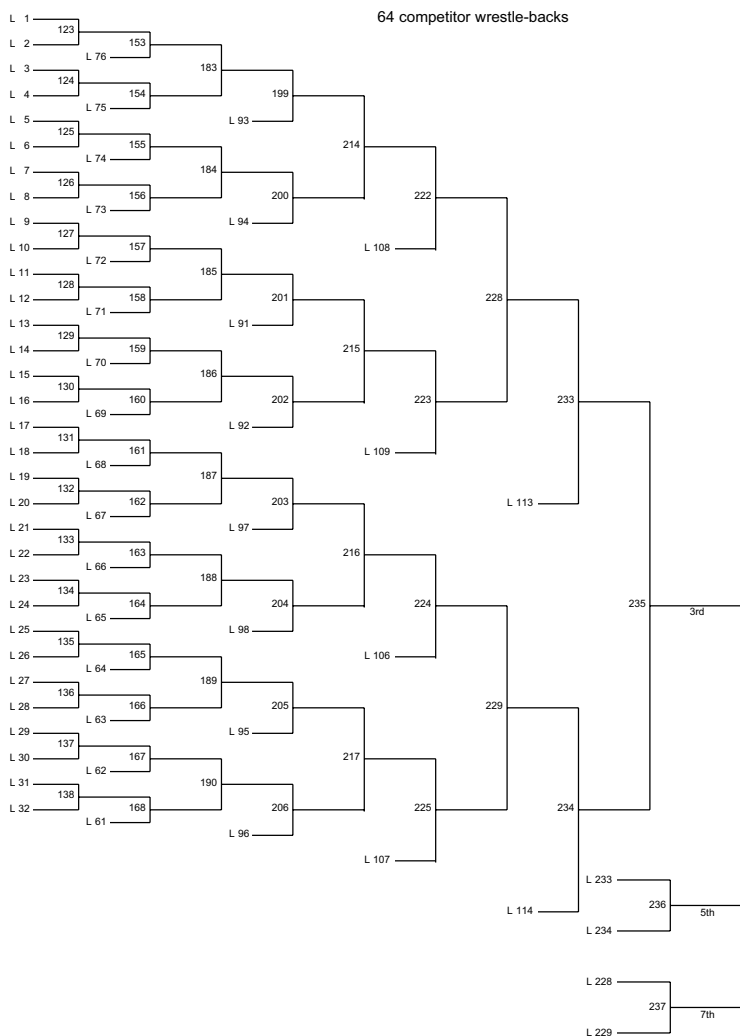 64 competitor wrestle-backs
L 1
123
L 2
153
L 76
183
L 3
124
L 4
154
L 75
199
L 93
L 5
125
L 6
155
L 74
214
184
L 7
126
L 8
156
L 73
200
222
L 94
L 9
127
L 10
157
L 72
L 108
185
L 11
128
L 12
158
L 71
201
228
L 91
L 13
129
L 14
159
L 70
215
186
L 15
130
L 16
160
L 69
202
223
233
L 92
L 17
131
L 18
161
L 68
L 109
187
L 19
132
L 20
162
L 67
203
L 113
L 97
L 21
133
L 22
163
L 66
216
188
L 23
134
L 24
164
L 65
204
224
235
3rd
L 98
L 25
135
L 26
165
L 64
L 106
189
L 27
136
L 28
166
L 63
205
229
L 95
L 29
137
L 30
167
L 62
217
190
L 31
138
L 32
168
L 61
206
225
234
L 96
L 107
L 233
236
5th
L 114
L 234
L 228
237
7th
L 229